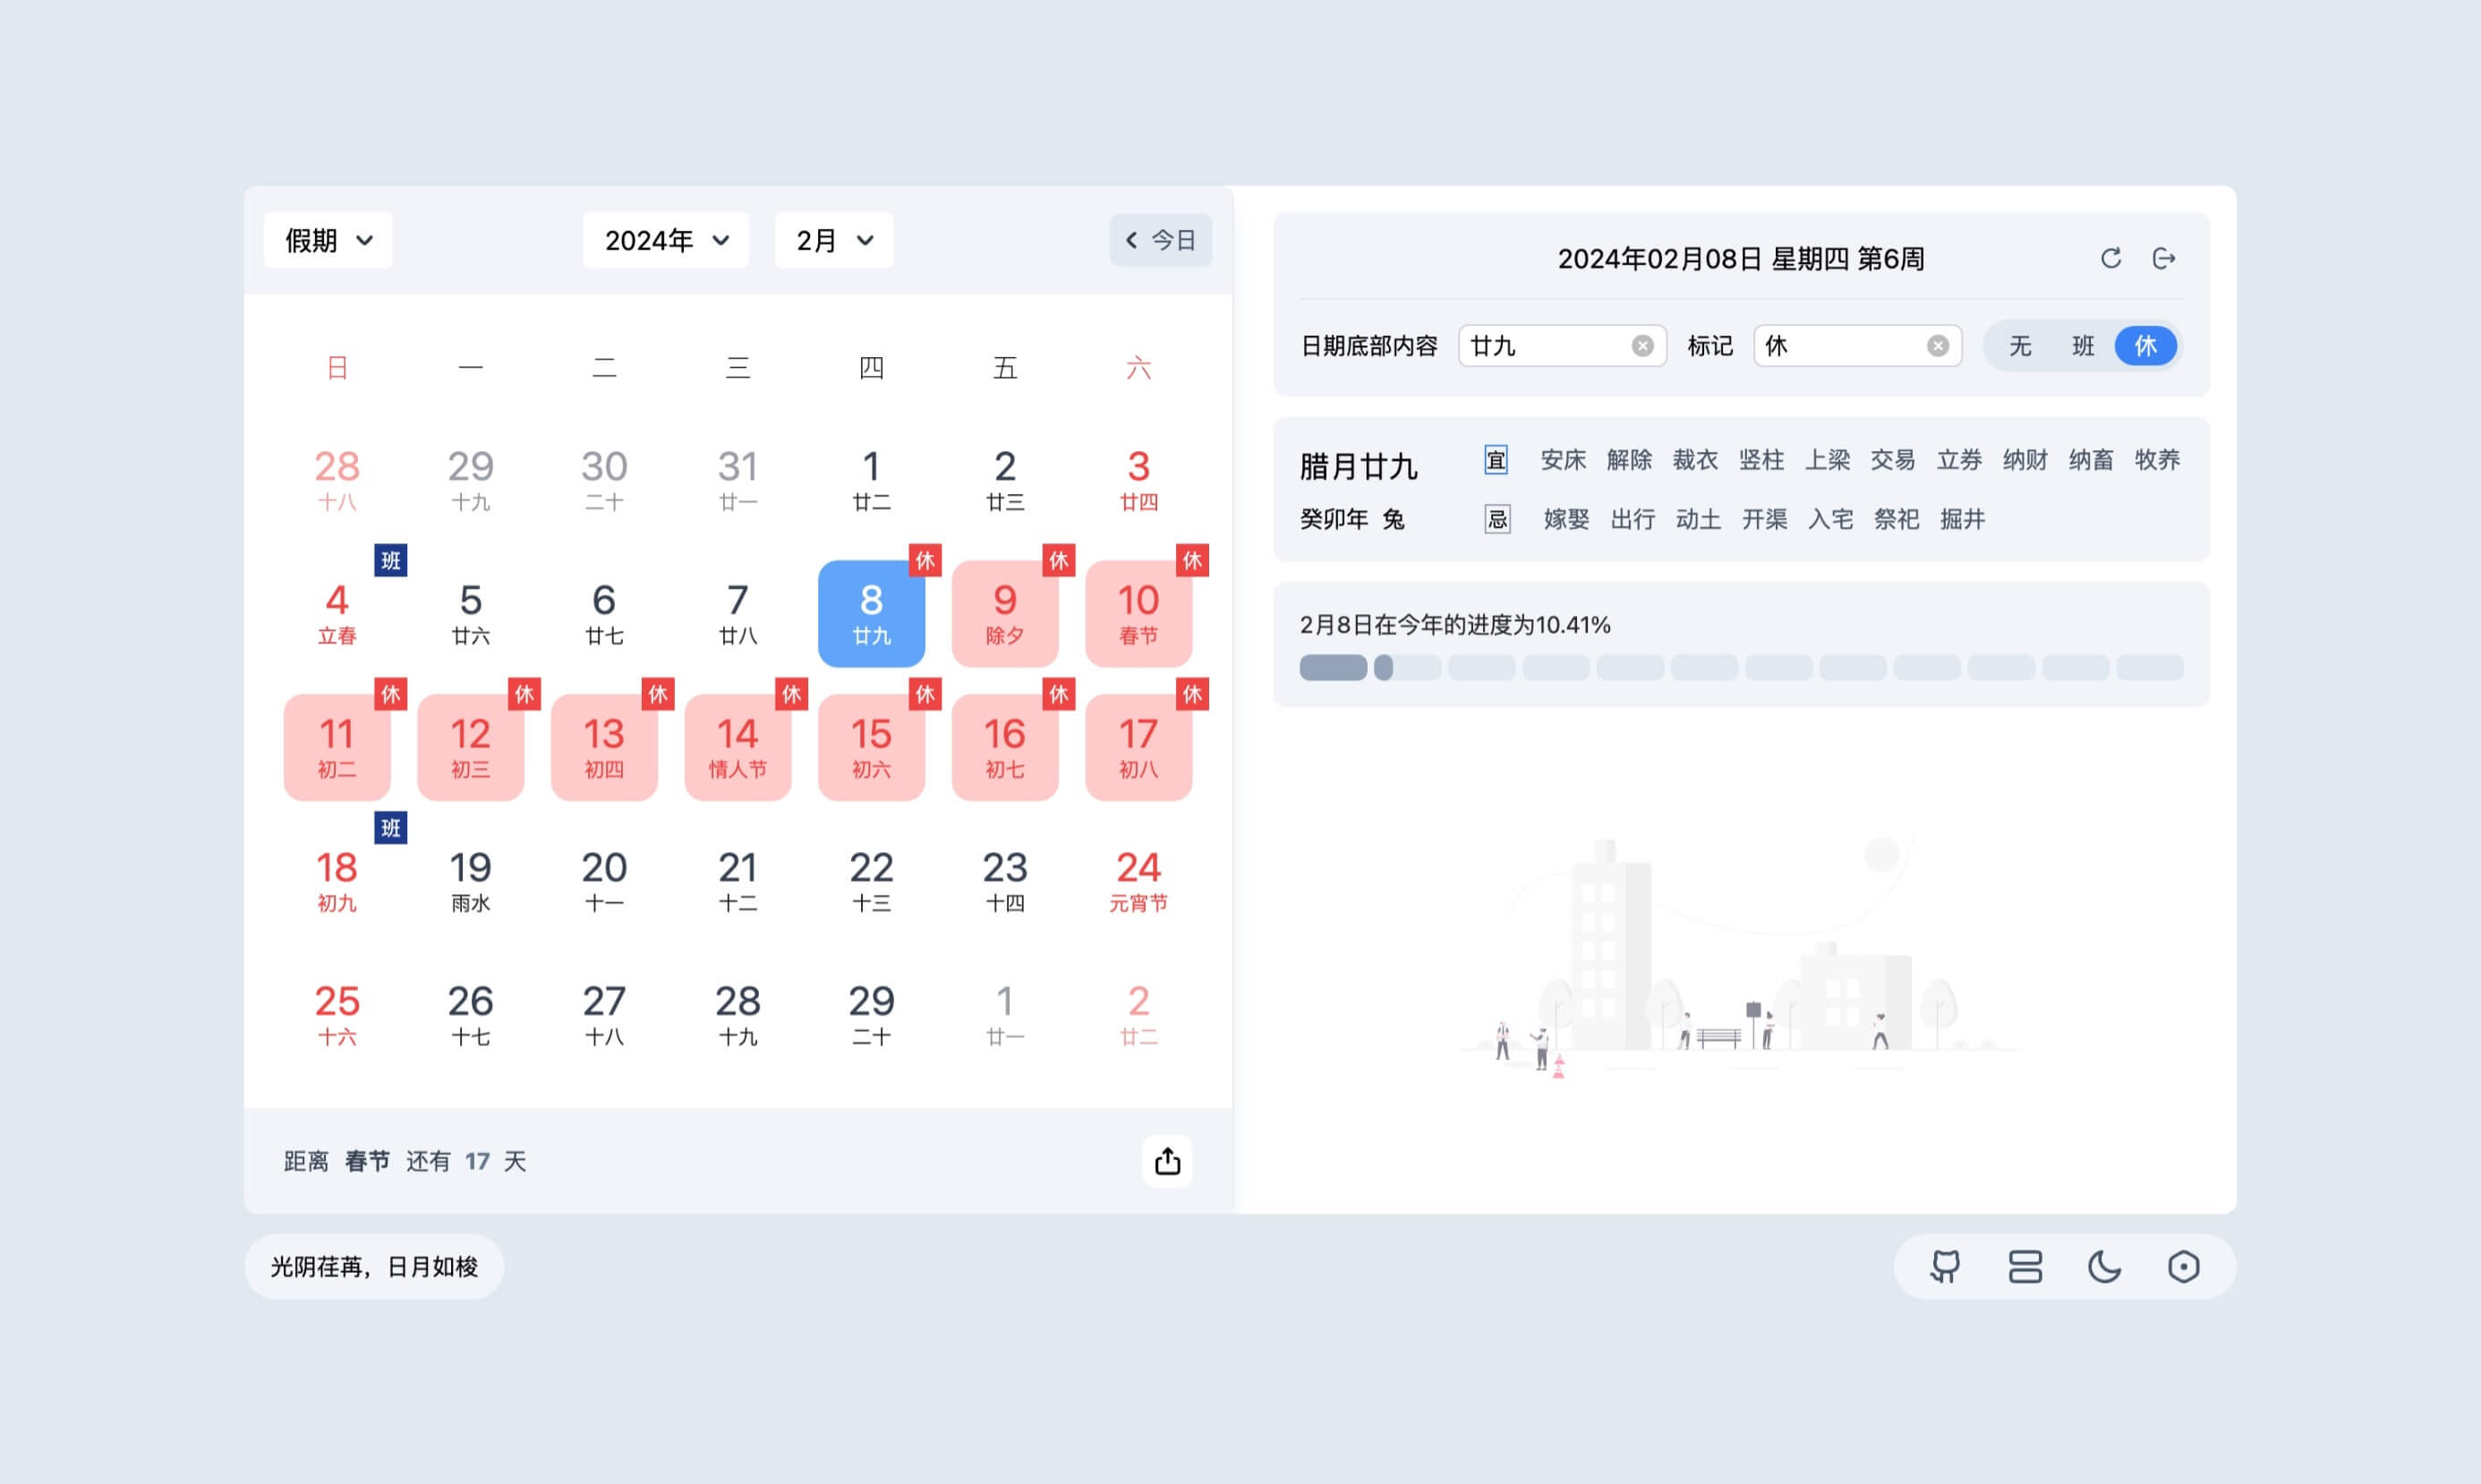 假期 2024年 2月 今日
日 一 二 三 四 五 六
28 29 30 31 1 2 3
十八 十九 二十 廿一 廿二 廿三 廿四
班 休 休 休
4 5 6 7 8 9 10
立春 廿六 廿七 廿八 廿九 除夕 春节
休 休 休 休 休 休 休
11 12 13 14 15 16 17
初二 初三 初四 情人节 初六 初七 初八
班
18 19 20 21 22 23 24
初九 雨水 十一 十二 十三 十四 元宵节
25 26 27 28 29 1 2
十六 十七 十八 十九 二十 廿一 廿二
距离 春节 还有 17 天
2024年02月08日 星期四 第6周
日期底部内容 廿九 标记 休 无 班 休
腊月廿九 宜 安床 解除 裁衣 竖柱 上梁 交易 立券 纳财 纳畜 牧养
癸卯年 兔 忌 嫁娶 出行 动土 开渠 入宅 祭祀 掘井
2月8日在今年的进度为10.41%
光阴荏苒，日月如梭